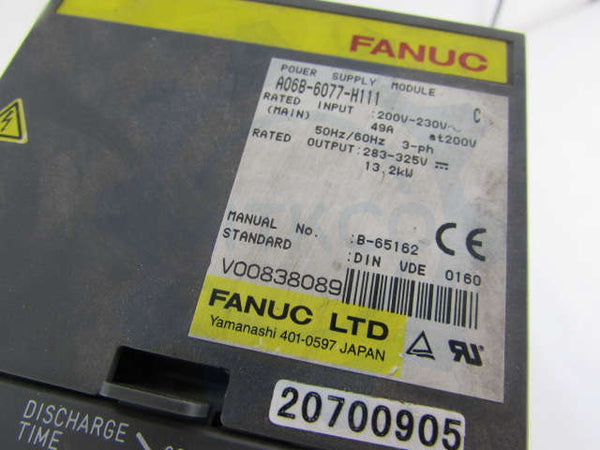 FANUC
POWER SUPPLY MODULE
A06B-6077-H111 C
RATED INPUT :200V-230V~
(MAIN) 49A at200V
50Hz/60Hz 3-ph
RATED OUTPUT:283-325V
13.2kW
MANUAL No. :B-65162
STANDARD :DIN VDE 0160
CE
V00838089
FANUC LTD
Yamanashi 401-0597 JAPAN
20700905
DISCHARGE
TIME